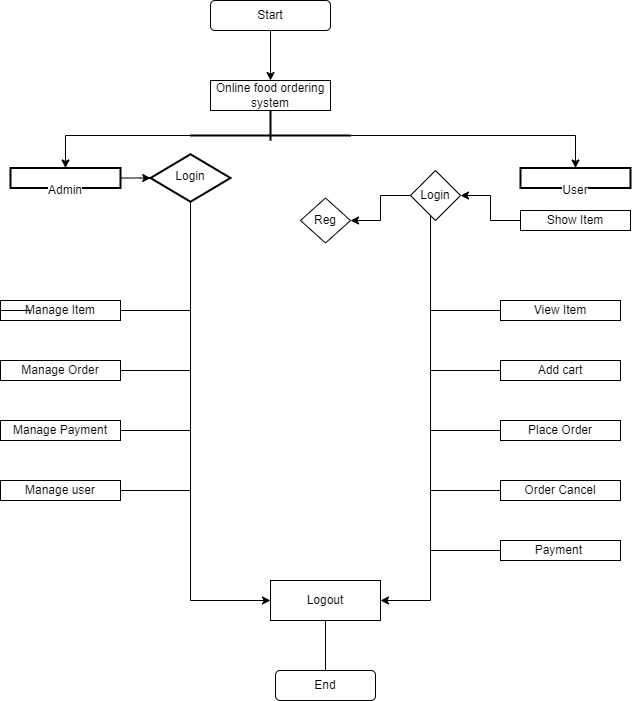 Start
Online food ordering
system
Admin
Login
User
Login
Reg
Show Item
Manage Item
View Item
Manage Order
Add cart
Manage Payment
Place Order
Manage user
Order Cancel
Payment
Logout
End